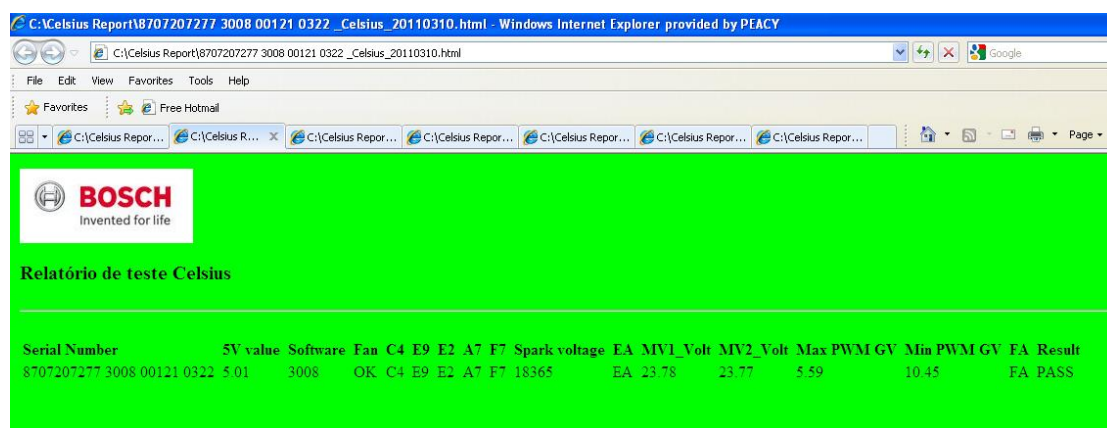 C:\Celsius Report\8707207277 3008 00121 0322 _Celsius_20110310.html - Windows Internet Explorer provided by PEACY
C:\Celsius Report\8707207277 3008 00121 0322 _Celsius_20110310.html
Google
File Edit View Favorites Tools Help
Favorites Free Hotmail
C:\Celsius Repor... C:\Celsius R... C:\Celsius Repor... C:\Celsius Repor... C:\Celsius Repor... C:\Celsius Repor... C:\Celsius Repor... Page
BOSCH
Invented for life
Relatório de teste Celsius
Serial Number 5V value Software Fan C4 E9 E2 A7 F7 Spark voltage EA MV1_Volt MV2_Volt Max PWM GV Min PWM GV FA Result
8707207277 3008 00121 0322 5.01 3008 OK C4 E9 E2 A7 F7 18365 EA 23.78 23.77 5.59 10.45 FA PASS